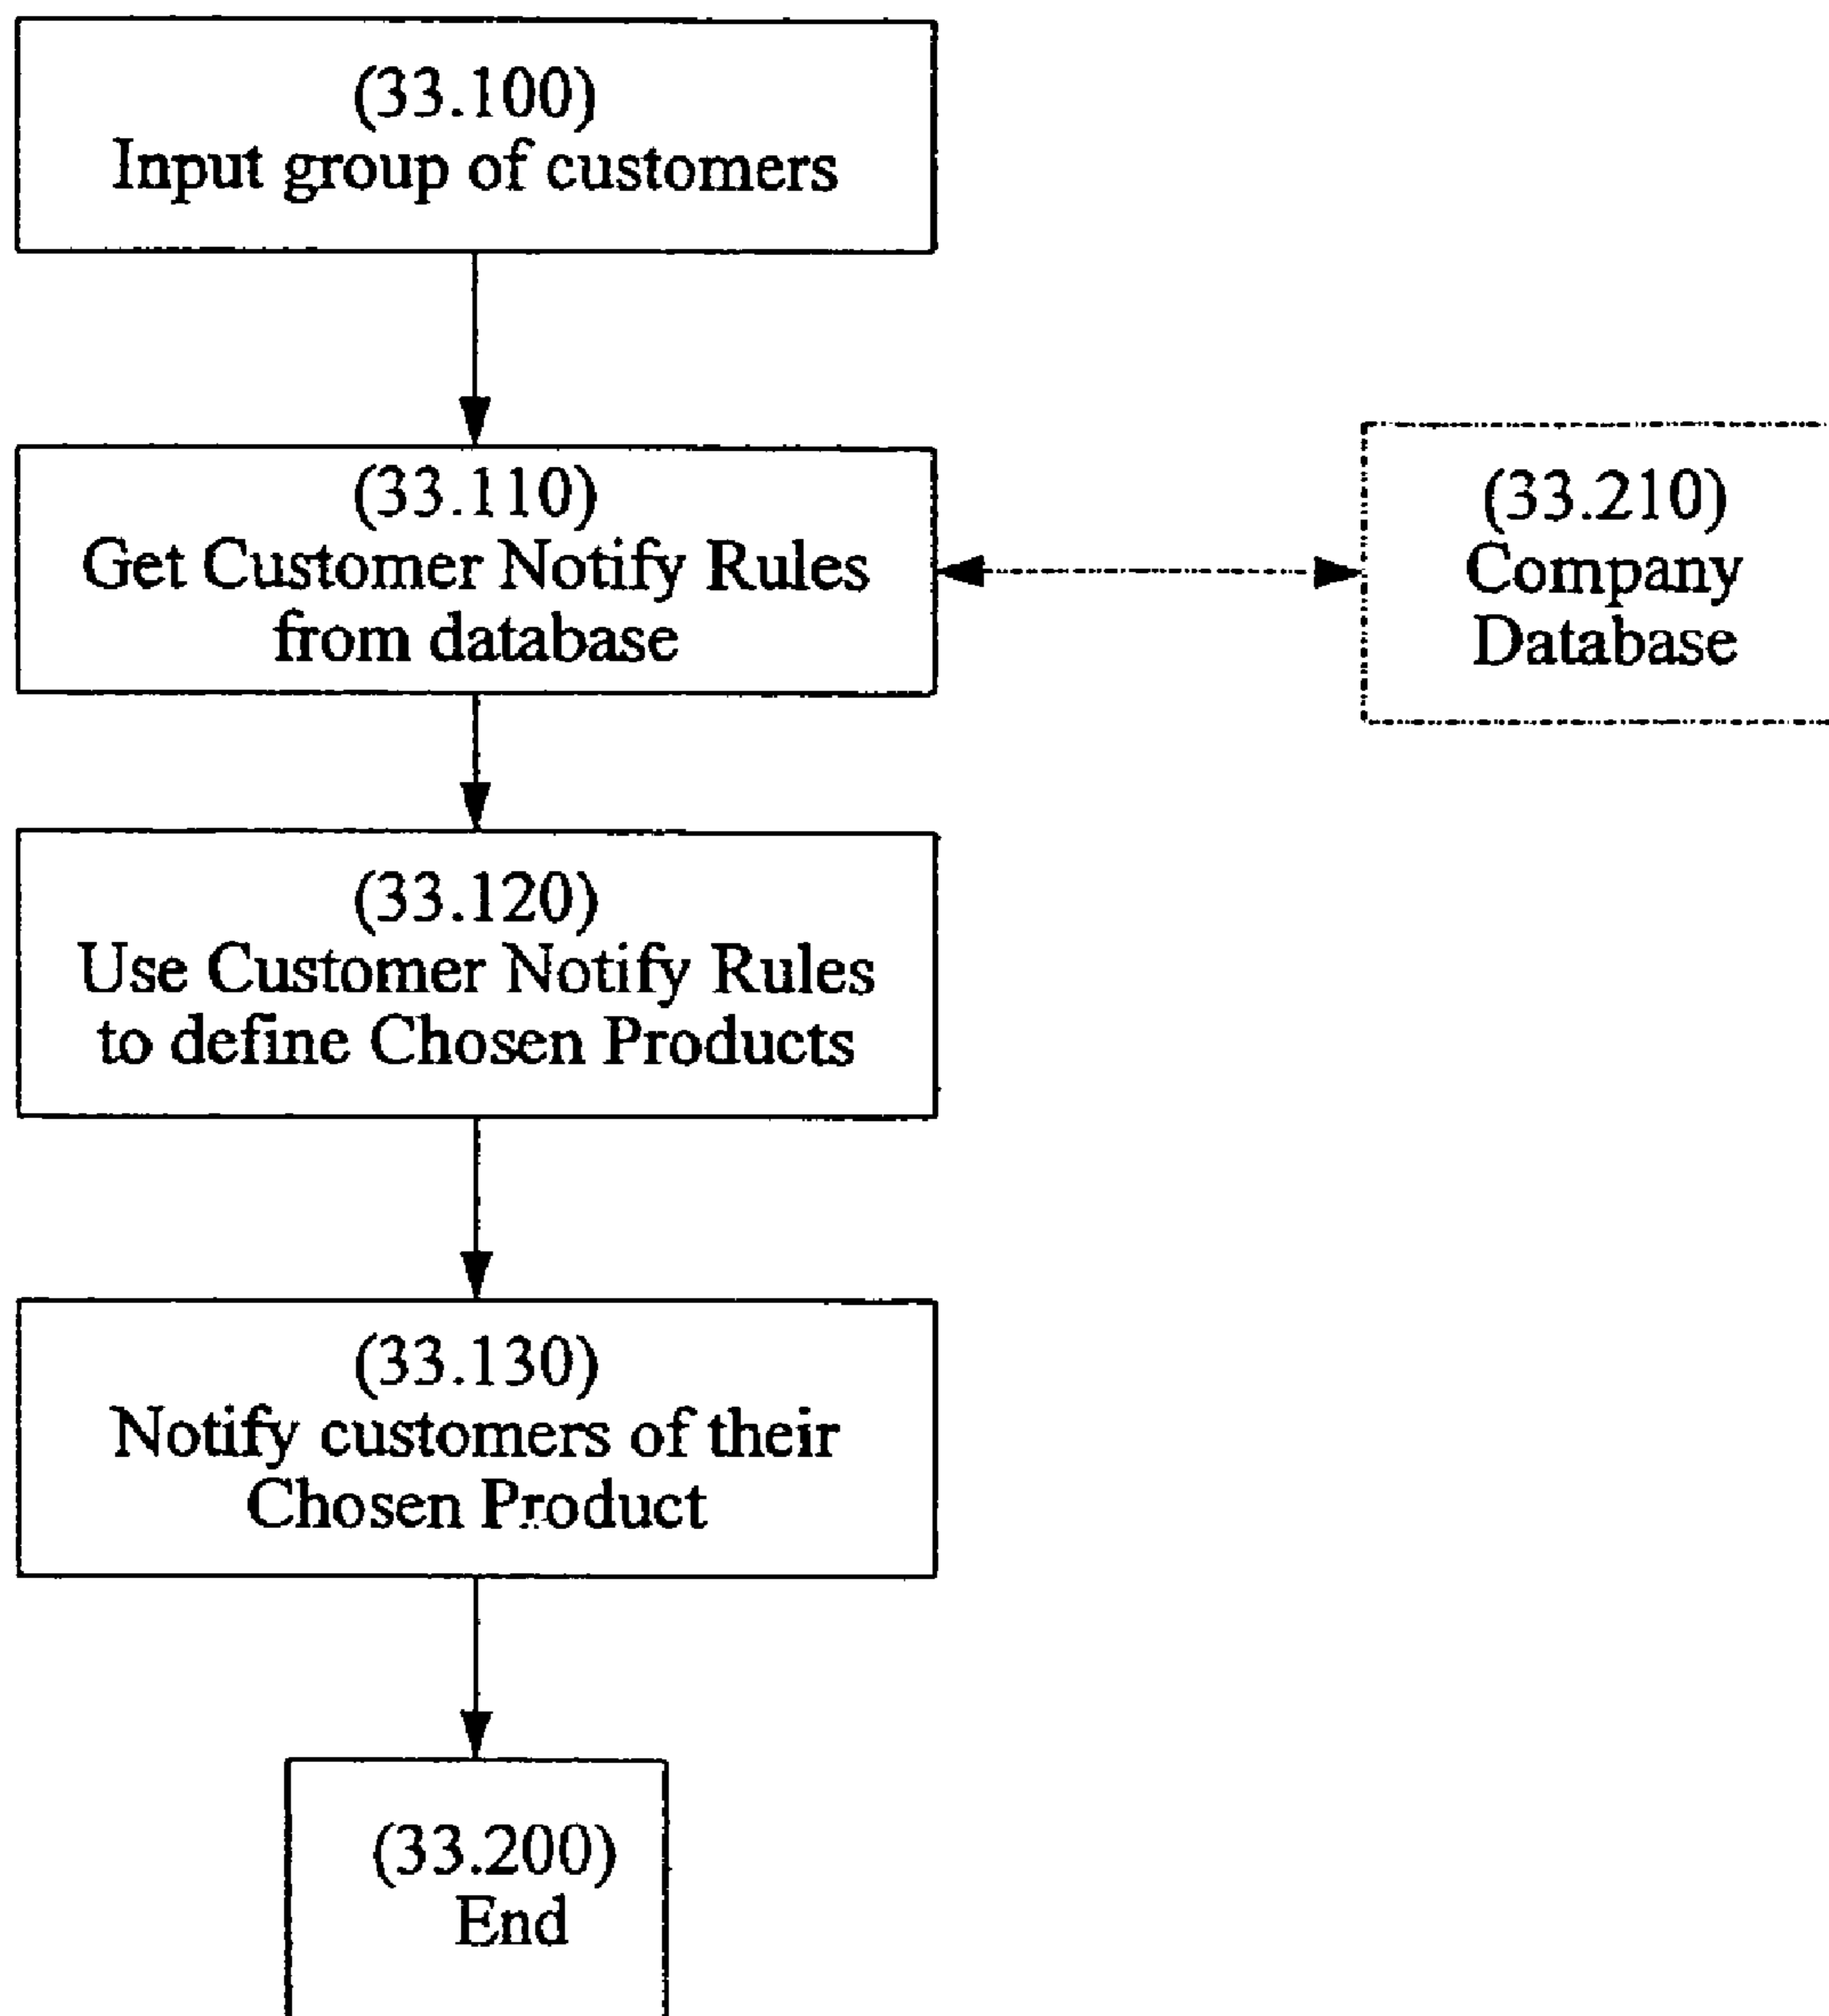 (33.100)
Input group of customers
(33.110)
Get Customer Notify Rules
from database
(33.210)
Company
Database
(33.120)
Use Customer Notify Rules
to define Chosen Products
(33.130)
Notify customers of their
Chosen Product
(33.200)
End